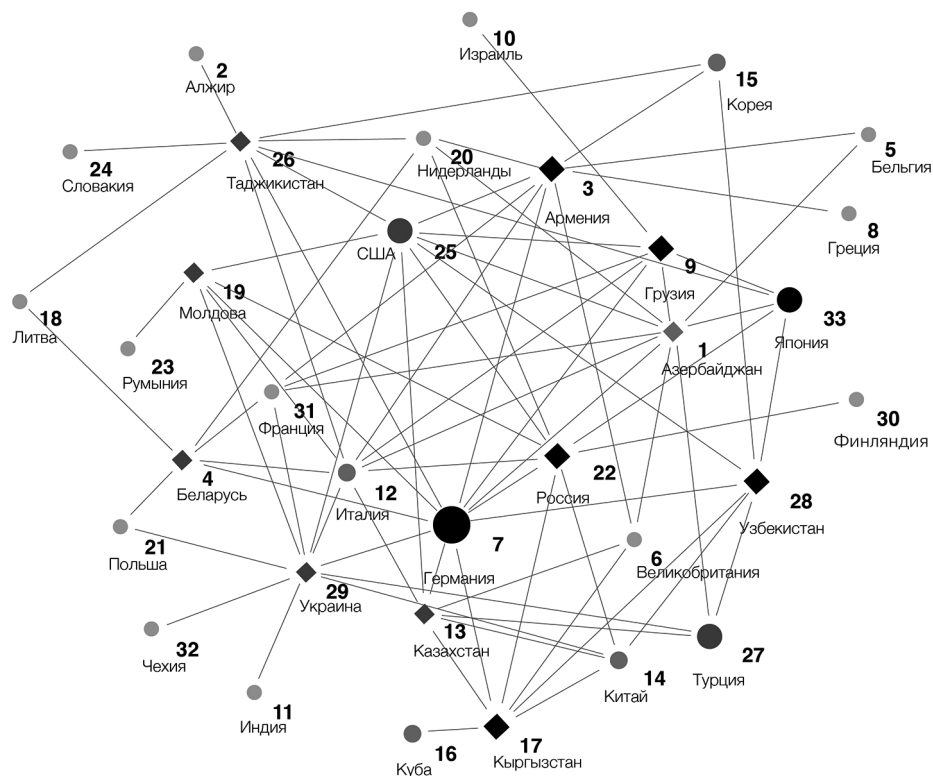 10
Израиль
2
Алжир
15
Корея
20
Нидерланды
5
Бельгия
24
Словакия
26
Таджикистан
3
Армения
8
Греция
США
25
9
Грузия
19
Молдова
18
Литва
33
Япония
1
Азербайджан
23
Румыния
31
Франция
30
Финляндия
4
Беларусь
12
Италия
22
Россия
28
Узбекистан
21
Польша
7
Германия
6
Великобритания
29
Украина
13
Казахстан
32
Чехия
27
Турция
14
Китай
11
Индия
16
Куба
17
Кыргызстан